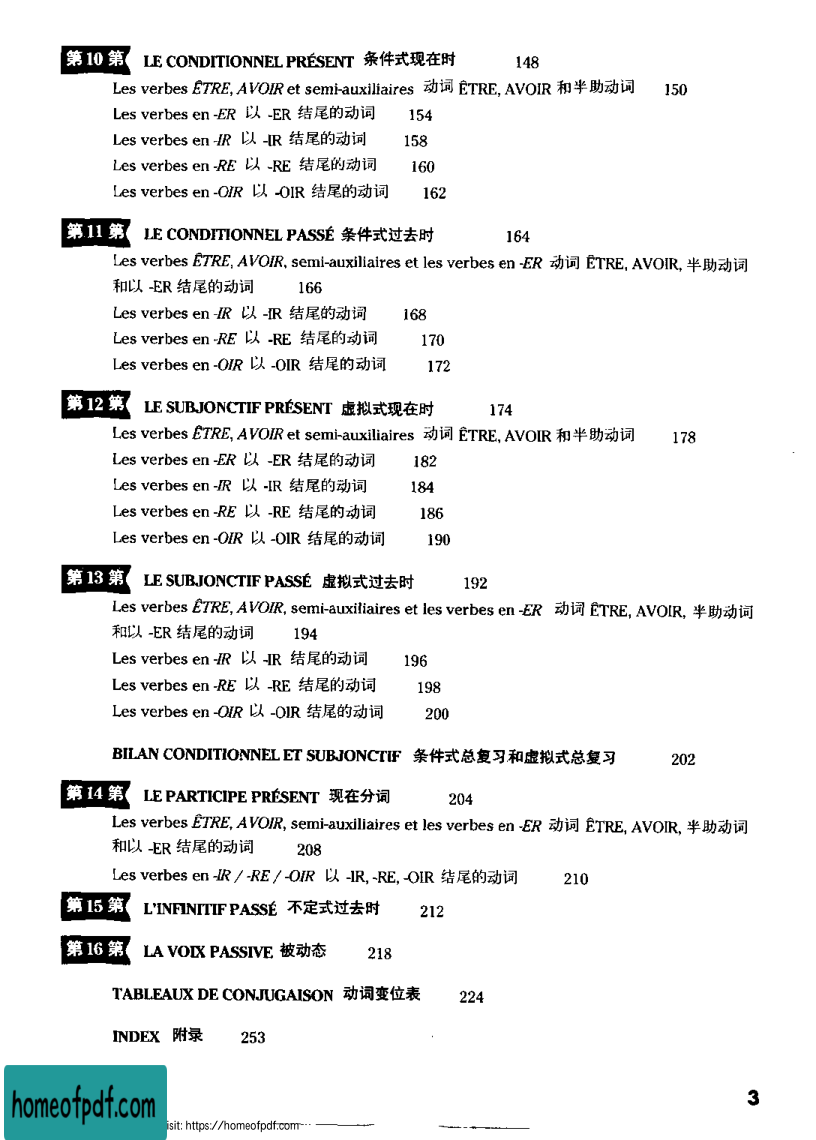 第10第 LE CONDITIONNEL PRÉSENT 条件式现在时 148
Les verbes ÊTRE, AVOIR et semi-auxiliaires 动词 ÊTRE, AVOIR 和半助动词 150
Les verbes en -ER 以 -ER 结尾的动词 154
Les verbes en -IR 以 -IR 结尾的动词 158
Les verbes en -RE 以 -RE 结尾的动词 160
Les verbes en -OIR 以 -OIR 结尾的动词 162
第11第 LE CONDITIONNEL PASSÉ 条件式过去时 164
Les verbes ÊTRE, AVOIR, semi-auxiliaires et les verbes en -ER 动词 ÊTRE, AVOIR, 半助动词
和以 -ER 结尾的动词 166
Les verbes en -IR 以 -IR 结尾的动词 168
Les verbes en -RE 以 -RE 结尾的动词 170
Les verbes en -OIR 以 -OIR 结尾的动词 172
第12第 LE SUBJONCTIF PRÉSENT 虚拟式现在时 174
Les verbes ÊTRE, AVOIR et semi-auxiliaires 动词 ÊTRE, AVOIR 和半助动词 178
Les verbes en -ER 以 -ER 结尾的动词 182
Les verbes en -IR 以 -IR 结尾的动词 184
Les verbes en -RE 以 -RE 结尾的动词 186
Les verbes en -OIR 以 -OIR 结尾的动词 190
第13第 LE SUBJONCTIF PASSÉ 虚拟式过去时 192
Les verbes ÊTRE, AVOIR, semi-auxiliaires et les verbes en -ER 动词 ÊTRE, AVOIR, 半助动词
和以 -ER 结尾的动词 194
Les verbes en -IR 以 -IR 结尾的动词 196
Les verbes en -RE 以 -RE 结尾的动词 198
Les verbes en -OIR 以 -OIR 结尾的动词 200
BILAN CONDITIONNEL ET SUBJONCTIF 条件式总复习和虚拟式总复习 202
第14第 LE PARTICIPE PRÉSENT 现在分词 204
Les verbes ÊTRE, AVOIR, semi-auxiliaires et les verbes en -ER 动词 ÊTRE, AVOIR, 半助动词
和以 -ER 结尾的动词 208
Les verbes en -IR / -RE / -OIR 以 -IR, -RE, -OIR 结尾的动词 210
第15第 L'INFINITIF PASSÉ 不定式过去时 212
第16第 LA VOIX PASSIVE 被动态 218
TABLEAUX DE CONJUGAISON 动词变位表 224
INDEX 附录 253
3
homeofpdf.com
isit: https://homeofpdf.com